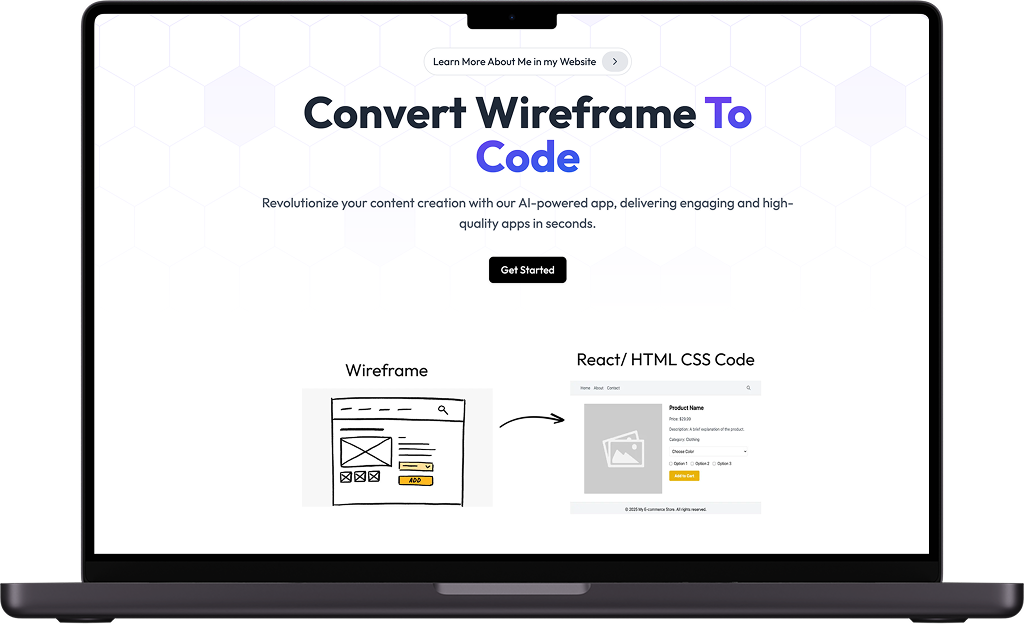 Learn More About Me in my Website
Convert Wireframe To
Code
Revolutionize your content creation with our AI-powered app, delivering engaging and high-
quality apps in seconds.
Get Started
Wireframe
ADD
React/ HTML CSS Code
Home About Contact
Product Name
Price: $29.99
Description: A brief explanation of the product.
Category: Clothing
Choose Color
Option 1 Option 2 Option 3
Add to Cart
© 2025 My E-commerce Store. All rights reserved.